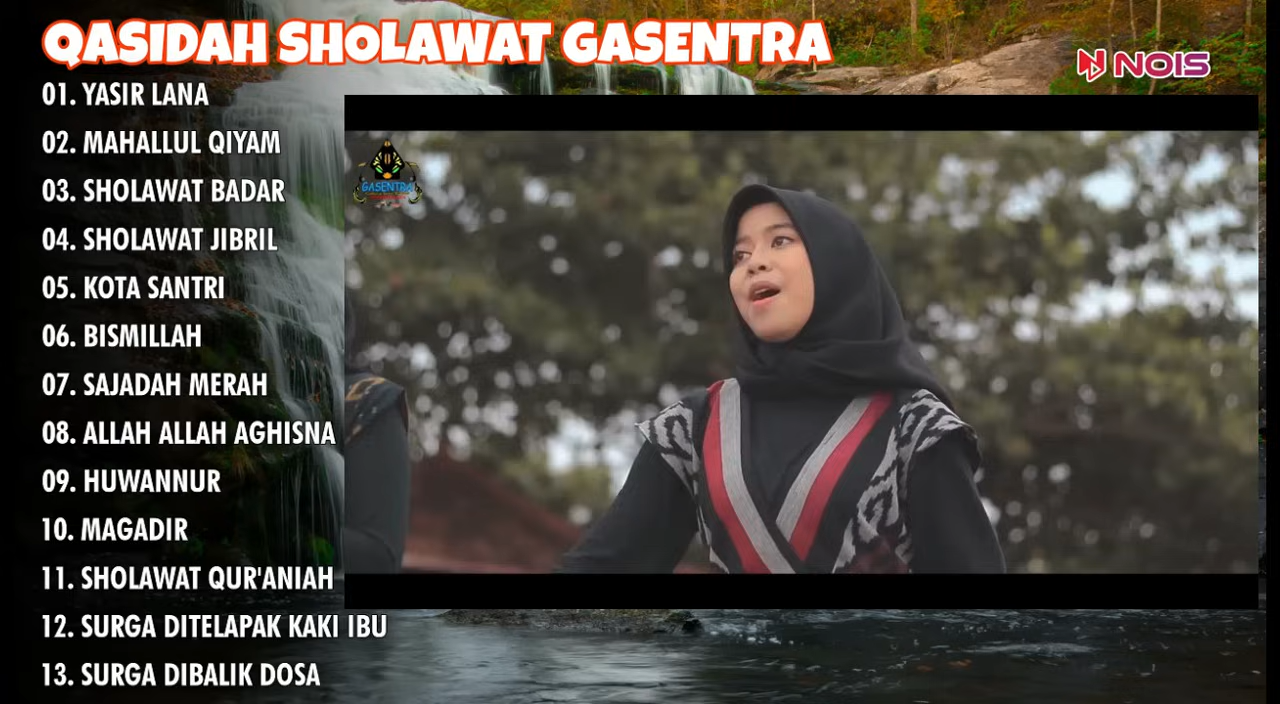 QASIDAH SHOLAWAT GASENTRA
NOIS
01. YASIR LANA
02. MAHALLUL QIYAM
03. SHOLAWAT BADAR
04. SHOLAWAT JIBRIL
05. KOTA SANTRI
06. BISMILLAH
07. SAJADAH MERAH
08. ALLAH ALLAH AGHISNA
09. HUWANNUR
10. MAGADIR
11. SHOLAWAT QUR'ANIAH
12. SURGA DITELAPAK KAKI IBU
13. SURGA DIBALIK DOSA
GASENTRA